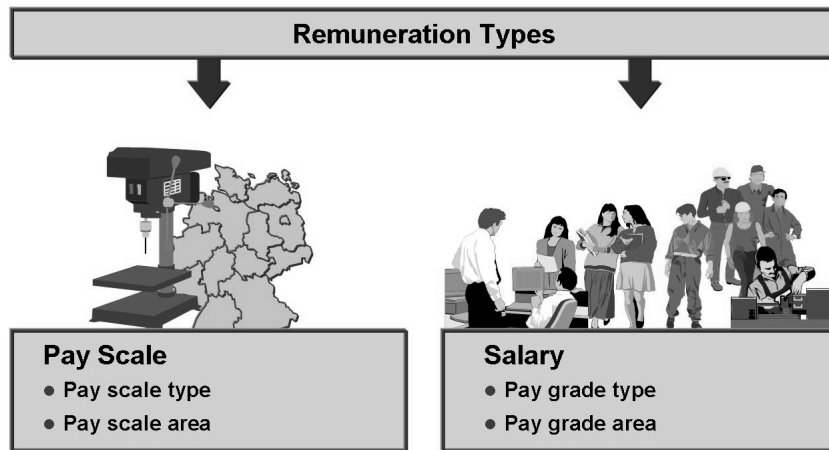 Remuneration Types
Pay Scale
● Pay scale type
● Pay scale area
Salary
● Pay grade type
● Pay grade area